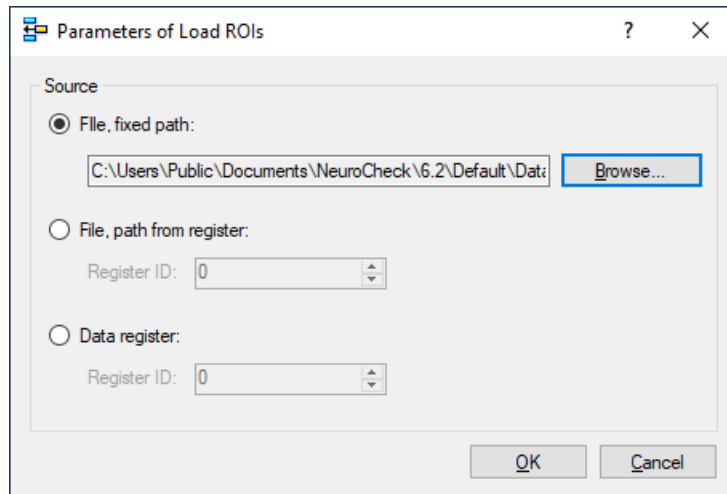 Parameters of Load ROIs
?
Source
FIle, fixed path:
C:\Users\Public\Documents\NeuroCheck\6.2\Default\Data
Browse...
File, path from register:
Register ID: 0
Data register:
Register ID: 0
OK
Cancel